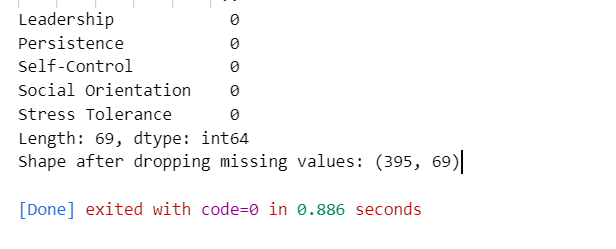 Leadership 0
Persistence 0
Self-Control 0
Social Orientation 0
Stress Tolerance 0
Length: 69, dtype: int64
Shape after dropping missing values: (395, 69)
[Done] exited with code=0 in 0.886 seconds